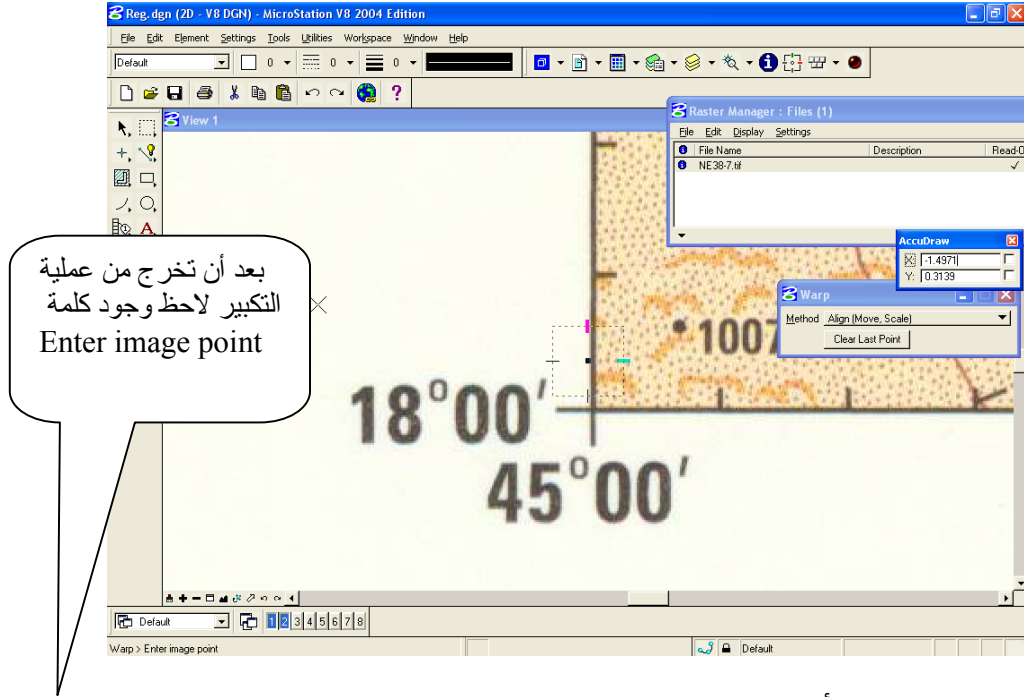 Reg.dgn (2D - V8 DGN) - MicroStation V8 2004 Edition
File Edit Element Settings Tools Utilities Workspace Window Help
Default 0 0 0
View 1
Raster Manager : Files (1)
File Edit Display Settings
File Name Description Read-O
NE38-7.tif
AccuDraw
X: -1.4971
Y: 0.3139
Warp
Method Align (Move, Scale)
Clear Last Point
بعد أن تخرج من عملية
التكبير لاحظ وجود كلمة
Enter image point
1007
18°00′
45°00′
Default 1 2 3 4 5 6 7 8
Warp > Enter image point Default